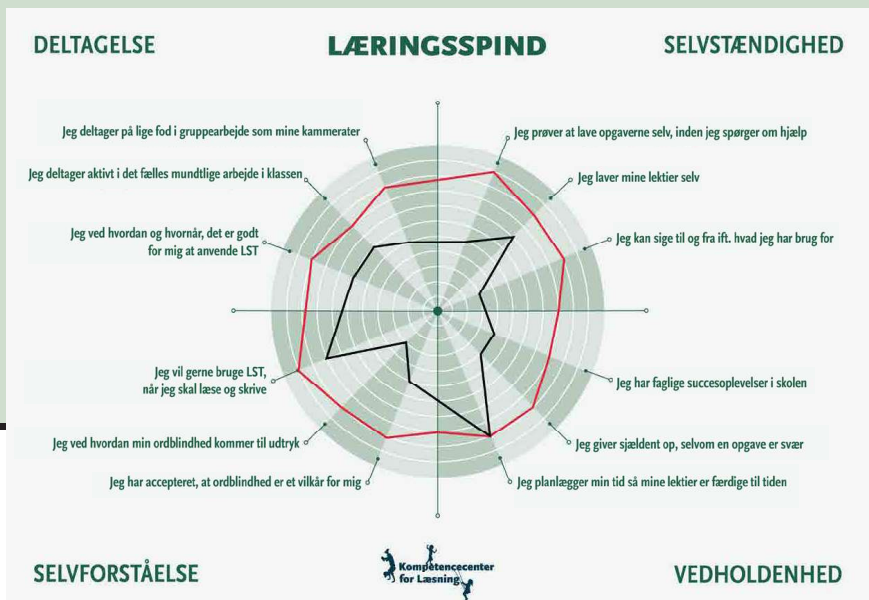 DELTAGELSE
LÆRINGSSPIND
SELVSTÆNDIGHED
Jeg deltager på lige fod i gruppearbejde som mine kammerater
Jeg deltager aktivt i det fælles mundtlige arbejde i klassen
Jeg ved hvordan og hvornår, det er godt
for mig at anvende LST
Jeg prøver at lave opgaverne selv, inden jeg spørger om hjælp
Jeg laver mine lektier selv
Jeg kan sige til og fra ift. hvad jeg har brug for
Jeg vil gerne bruge LST,
når jeg skal læse og skrive
Jeg ved hvordan min ordblindhed kommer til udtryk
Jeg har accepteret, at ordblindhed er et vilkår for mig
Jeg har faglige succesoplevelser i skolen
Jeg giver sjældent op, selvom en opgave er svær
Jeg planlægger min tid så mine lektier er færdige til tiden
SELVFORSTÅELSE
Kompetencecenter
for Læsning
VEDHOLDENHED